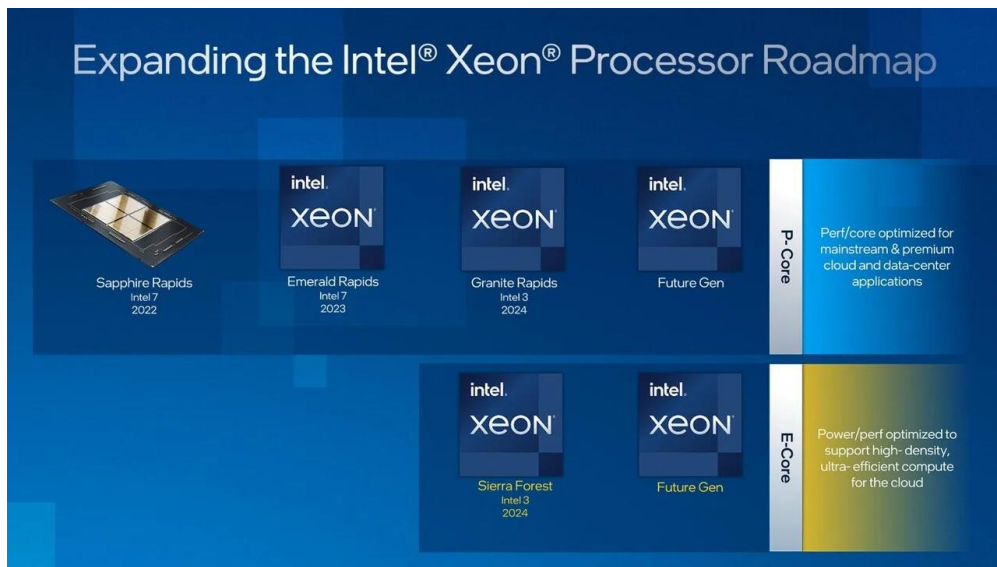 Expanding the Intel® Xeon® Processor Roadmap
Sapphire Rapids
Intel 7
2022
intel.
xeon
Emerald Rapids
Intel 7
2023
intel.
xeon
Granite Rapids
Intel 3
2024
intel.
xeon
Future Gen
P- Core
Perf/core optimized for
mainstream & premium
cloud and data-center
applications
intel.
xeon
Sierra Forest
Intel 3
2024
intel.
xeon
Future Gen
E-Core
Power/perf optimized to
support high- density,
ultra- efficient compute
for the cloud